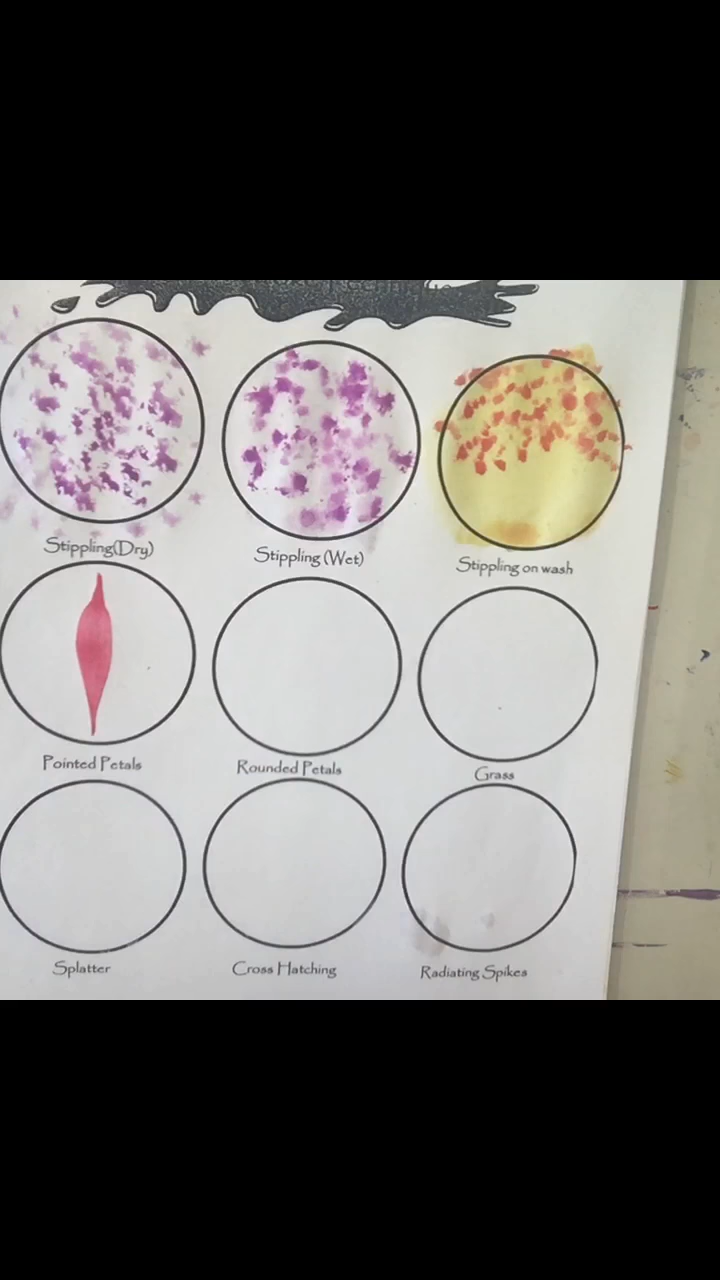 Stippling(Dry)
Stippling (Wet)
Stippling on wash
Pointed Petals
Rounded Petals
Grass
Splatter
Cross Hatching
Radiating Spikes